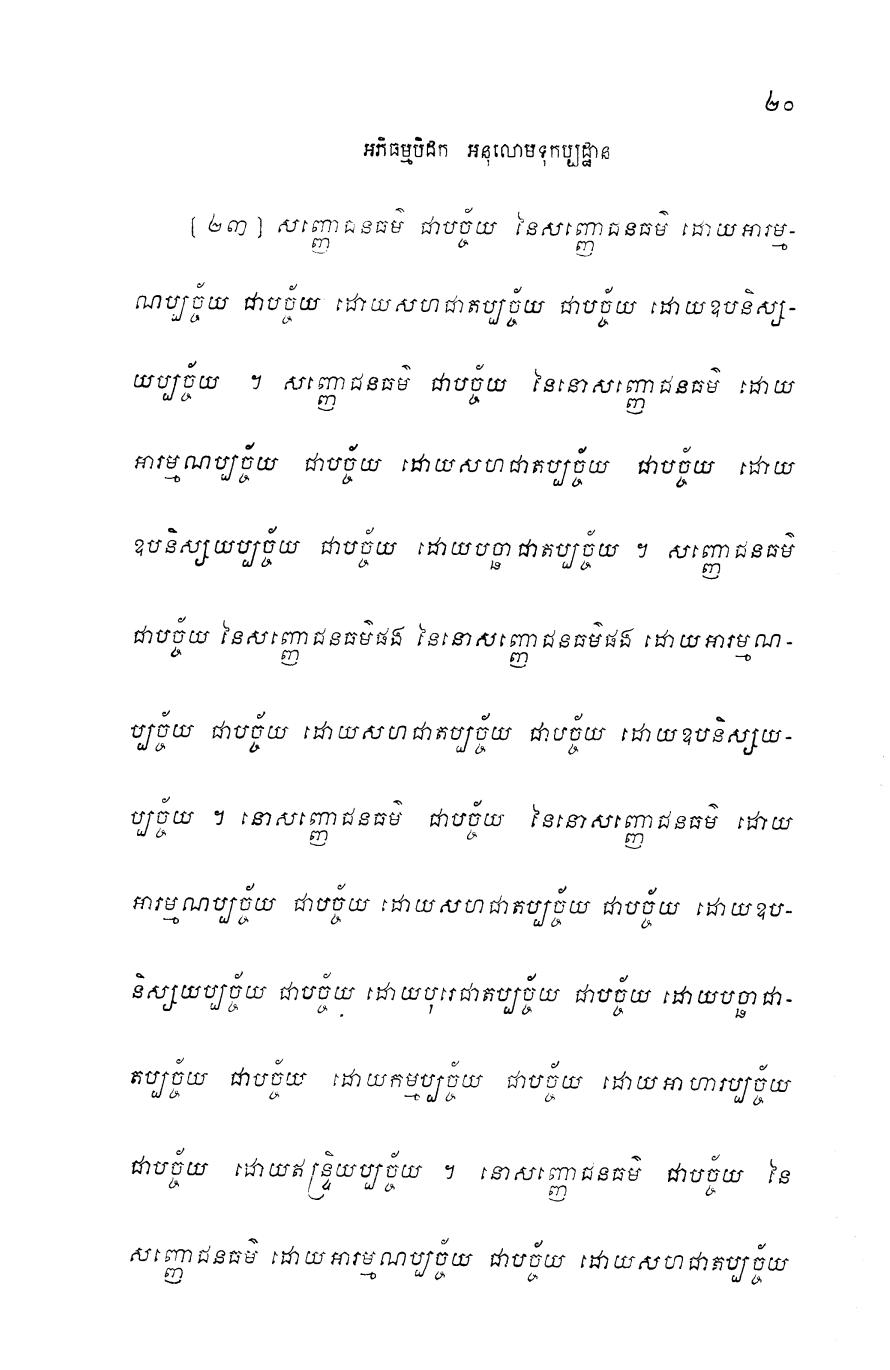 ២០
អភិធម្មបិដក អនុលោមទុកប្បដ្ឋាន
[ ២៣ ] សញ្ញោជនធម៌ ជាបច្ច័យ នៃសញ្ញោជនធម៌ ដោយអារម្ម-
ណប្បច្ច័យ ជាបច្ច័យ ដោយសហជាតប្បច្ច័យ ជាបច្ច័យ ដោយឧបនិស្ស-
យប្បច្ច័យ ។ សញ្ញោជនធម៌ ជាបច្ច័យ នៃនោសញ្ញោជនធម៌ ដោយ
អារម្មណប្បច្ច័យ ជាបច្ច័យ ដោយសហជាតប្បច្ច័យ ជាបច្ច័យ ដោយ
ឧបនិស្សយប្បច្ច័យ ជាបច្ច័យ ដោយបច្ឆាជាតប្បច្ច័យ ។ សញ្ញោជនធម៌
ជាបច្ច័យ នៃសញ្ញោជនធម៌ផង នៃនោសញ្ញោជនធម៌ផង ដោយអារម្មណ-
ប្បច្ច័យ ជាបច្ច័យ ដោយសហជាតប្បច្ច័យ ជាបច្ច័យ ដោយឧបនិស្សយ-
ប្បច្ច័យ ។ នោសញ្ញោជនធម៌ ជាបច្ច័យ នៃនោសញ្ញោជនធម៌ ដោយ
អារម្មណប្បច្ច័យ ជាបច្ច័យ ដោយសហជាតប្បច្ច័យ ជាបច្ច័យ ដោយឧប-
និស្សយប្បច្ច័យ ជាបច្ច័យ ដោយបុរេជាតប្បច្ច័យ ជាបច្ច័យ ដោយបច្ឆាជា-
តប្បច្ច័យ ជាបច្ច័យ ដោយកម្មប្បច្ច័យ ជាបច្ច័យ ដោយអាហារប្បច្ច័យ
ជាបច្ច័យ ដោយឥន្ទ្រិយប្បច្ច័យ ។ នោសញ្ញោជនធម៌ ជាបច្ច័យ នៃ
សញ្ញោជនធម៌ ដោយអារម្មណប្បច្ច័យ ជាបច្ច័យ ដោយសហជាតប្បច្ច័យ